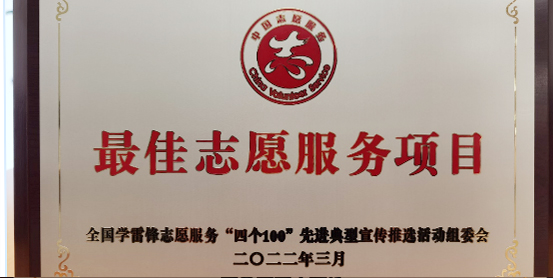 中国志愿服务
China Volunteer Service
最佳志愿服务项目
全国学雷锋志愿服务“四个100”先进典型宣传推选活动组委会
二〇二二年三月